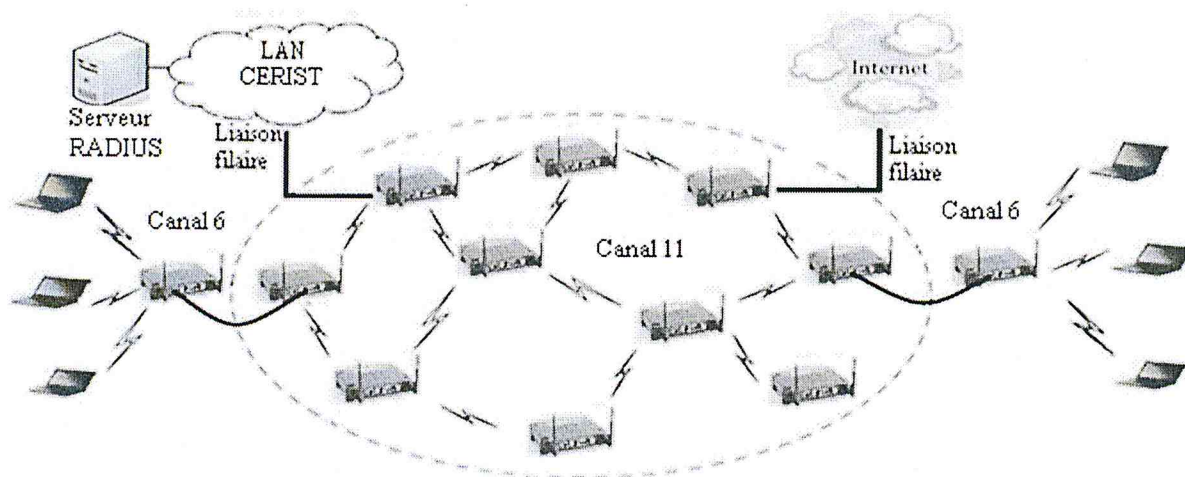 LAN
CERIST
Internet
Serveur
RADIUS
Liaison
filaire
Liaison
filaire
Canal 6
Canal 11
Canal 6